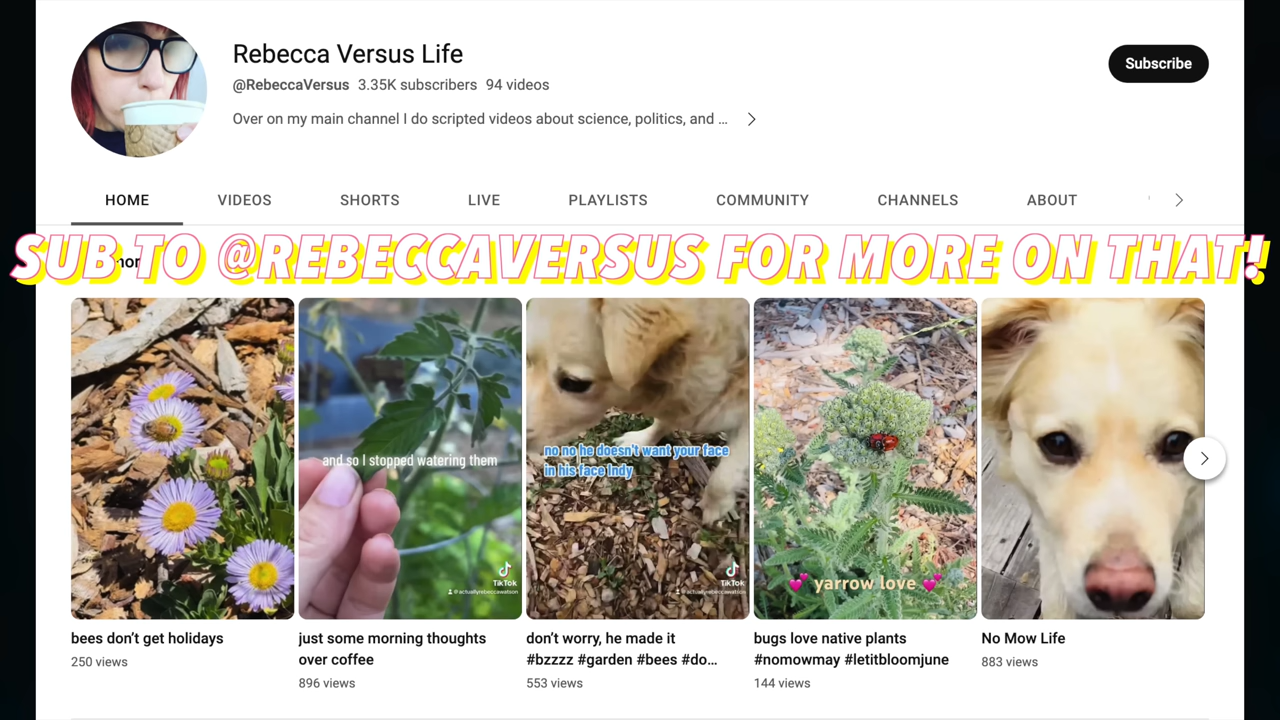 Rebecca Versus Life
Subscribe
@RebeccaVersus 3.35K subscribers 94 videos
Over on my main channel I do scripted videos about science, politics, and ...
HOME VIDEOS SHORTS LIVE PLAYLISTS COMMUNITY CHANNELS ABOUT
SUB TO @REBECCAVERSUS FOR MORE ON THAT!
and so I stopped watering them
TikTok
@actuallyrebeccawatson
no no he doesn't want your face
in his face Indy
TikTok
@actuallyrebeccawatson
💕 yarrow love 💕
bees don't get holidays
250 views
just some morning thoughts
over coffee
896 views
don't worry, he made it
#bzzzz #garden #bees #do...
553 views
bugs love native plants
#nomowmay #letitbloomjune
144 views
No Mow Life
883 views